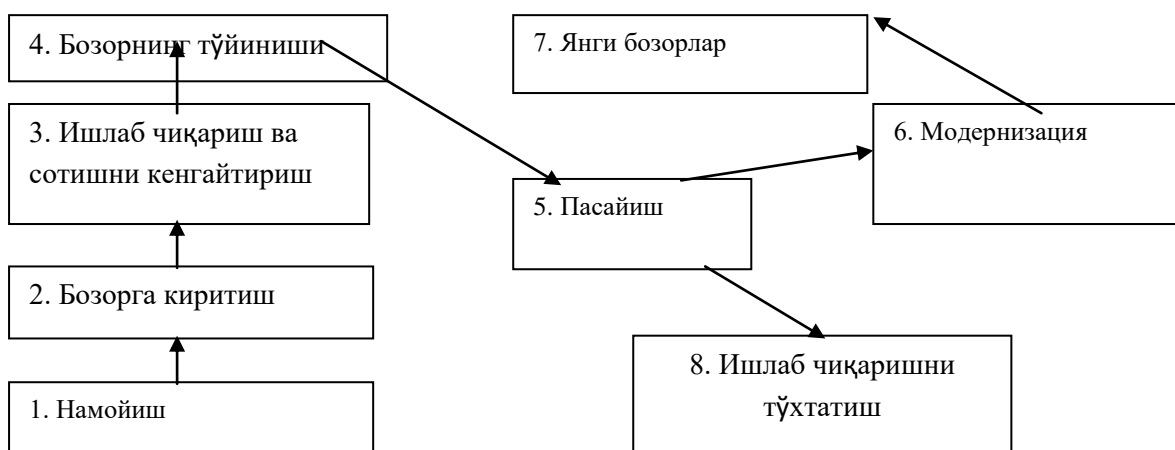 4. Бозорнинг тўйиниши
7. Янги бозорлар
3. Ишлаб чиқариш ва
сотишни кенгайтириш
6. Модернизация
5. Пасайиш
2. Бозорга киритиш
8. Ишлаб чиқаришни
тўхтатиш
1. Намойиш